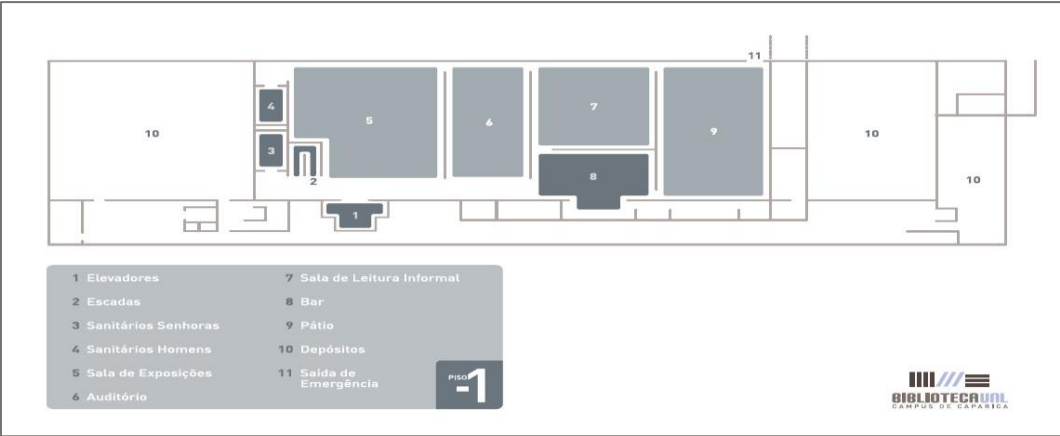 11
4
5
6
7
9
10
10
3
8
2
10
1
1 Elevadores
2 Escadas
3 Sanitários Senhoras
4 Sanitários Homens
5 Sala de Exposições
6 Auditório
7 Sala de Leitura Informal
8 Bar
9 Pátio
10 Depósitos
11 Saída de
Emergência
PISO -1
BIBLIOTECAUNL
CAMPUS DE CAPARICA